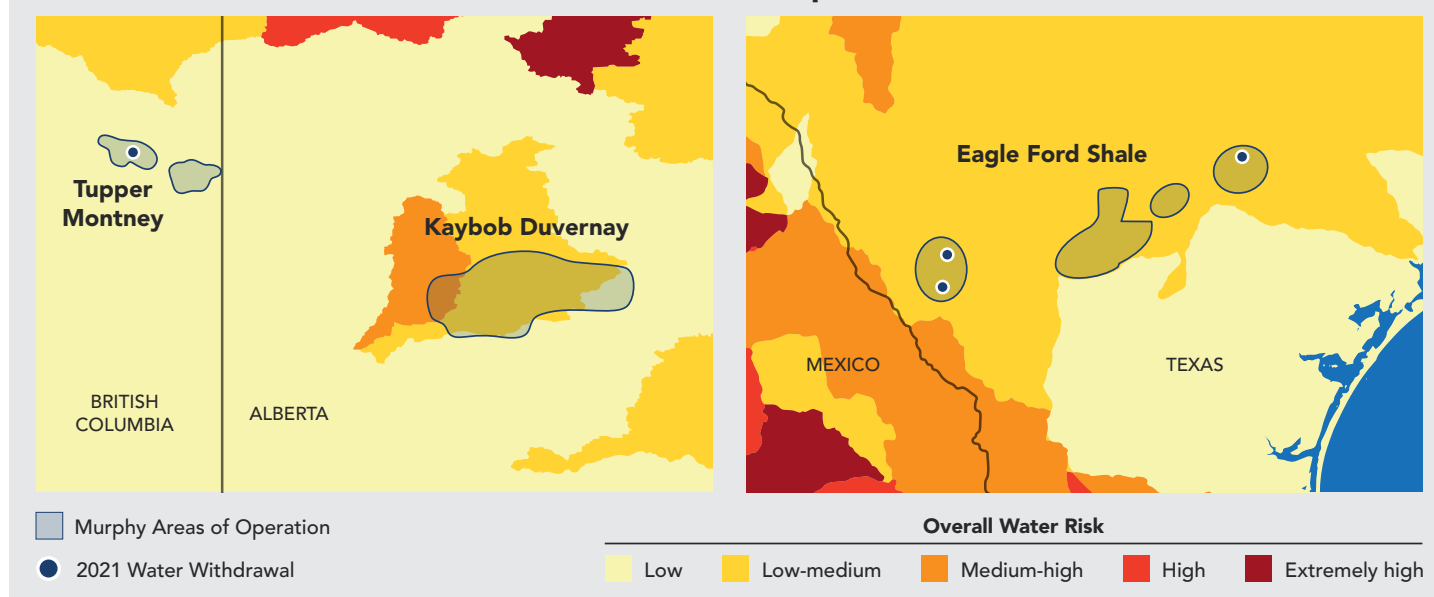 Tupper
Montney
Kaybob Duvernay
BRITISH
COLUMBIA
ALBERTA
Eagle Ford Shale
MEXICO
TEXAS
Murphy Areas of Operation
2021 Water Withdrawal
Overall Water Risk
Low
Low-medium
Medium-high
High
Extremely high